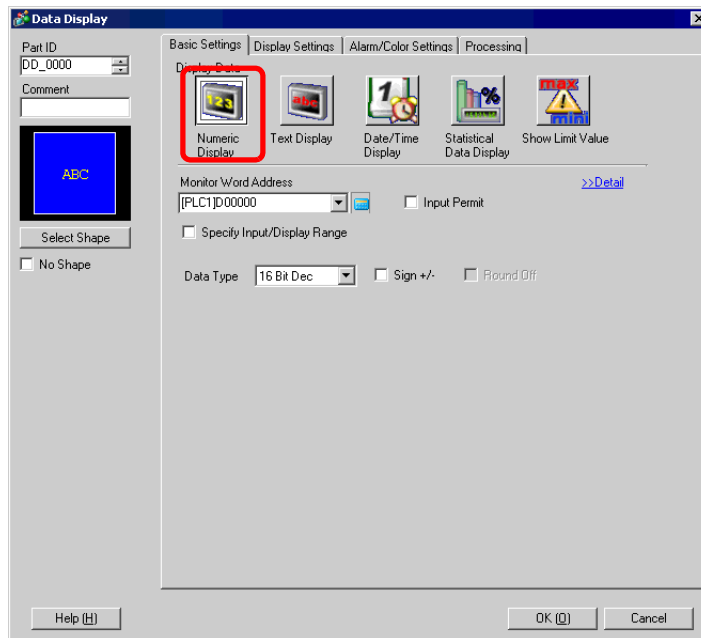 Data Display
Part ID
DD_0000
Comment
ABC
Select Shape
No Shape
Basic Settings
Display Settings
Alarm/Color Settings
Processing
Display Data
123
abc
1
%
max
mini
Numeric
Display
Text Display
Date/Time
Display
Statistical
Data Display
Show Limit Value
Monitor Word Address
>>Detail
[PLC1]D00000
Input Permit
Specify Input/Display Range
Data Type
16 Bit Dec
Sign +/-
Round Off
Help (H)
OK (O)
Cancel